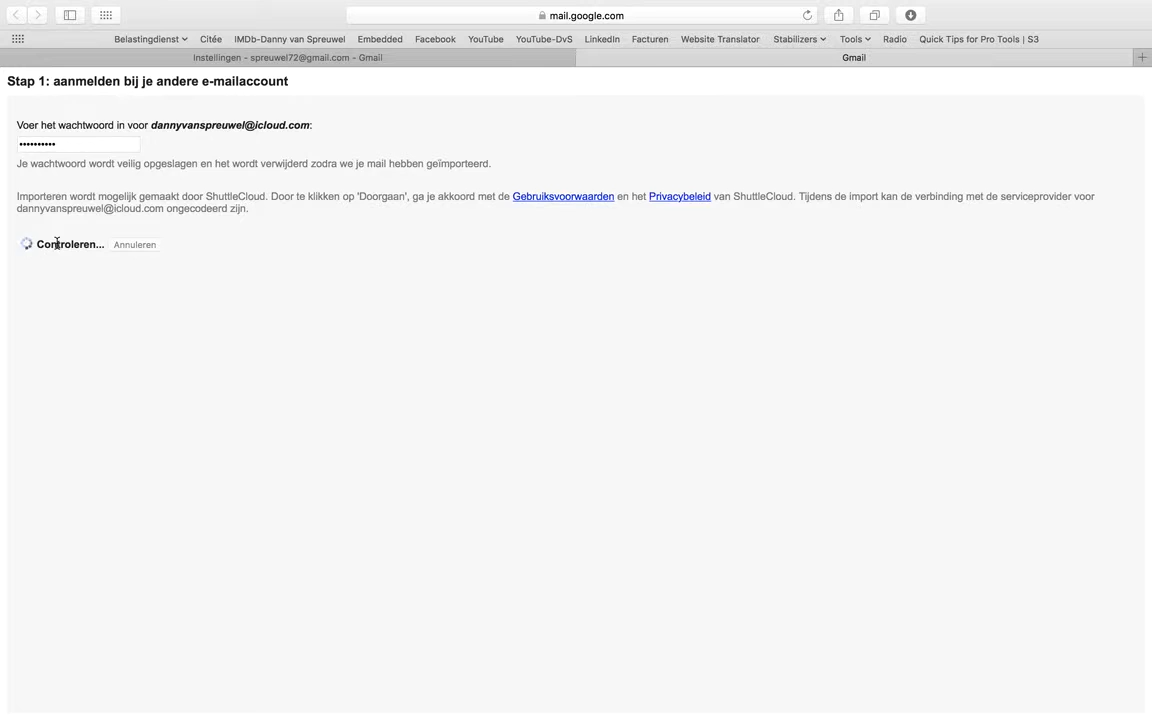 mail.google.com
Belastingdienst Citée IMDb-Danny van Spreuwel Embedded Facebook YouTube YouTube-DvS LinkedIn Facturen Website Translator Stabilizers Tools Radio Quick Tips for Pro Tools | S3
Instellingen - spreuwel72@gmail.com - Gmail Gmail
Stap 1: aanmelden bij je andere e-mailaccount
Voer het wachtwoord in voor dannyvanspreuwel@icloud.com:
••••••••••
Je wachtwoord wordt veilig opgeslagen en het wordt verwijderd zodra we je mail hebben geïmporteerd.
Importeren wordt mogelijk gemaakt door ShuttleCloud. Door te klikken op 'Doorgaan', ga je akkoord met de Gebruiksvoorwaarden en het Privacybeleid van ShuttleCloud. Tijdens de import kan de verbinding met de serviceprovider voor
dannyvanspreuwel@icloud.com ongecodeerd zijn.
Controleren... Annuleren